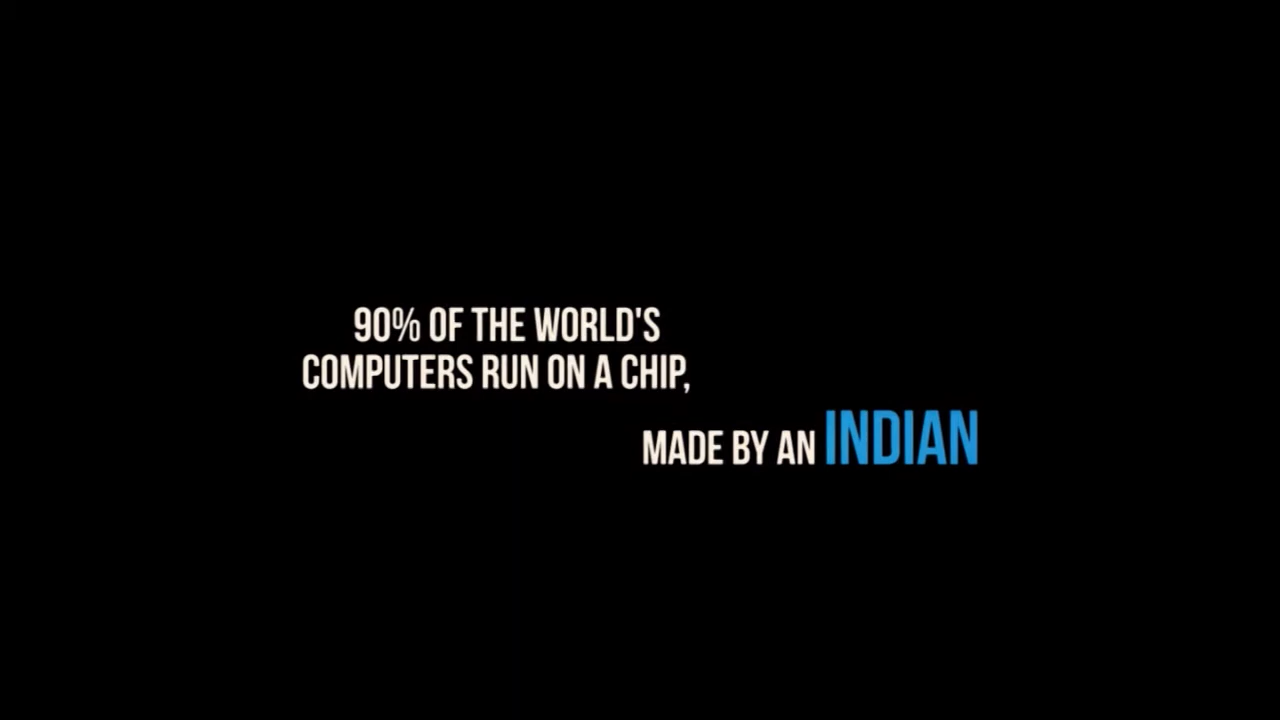 90% OF THE WORLD'S
COMPUTERS RUN ON A CHIP,
MADE BY AN INDIAN